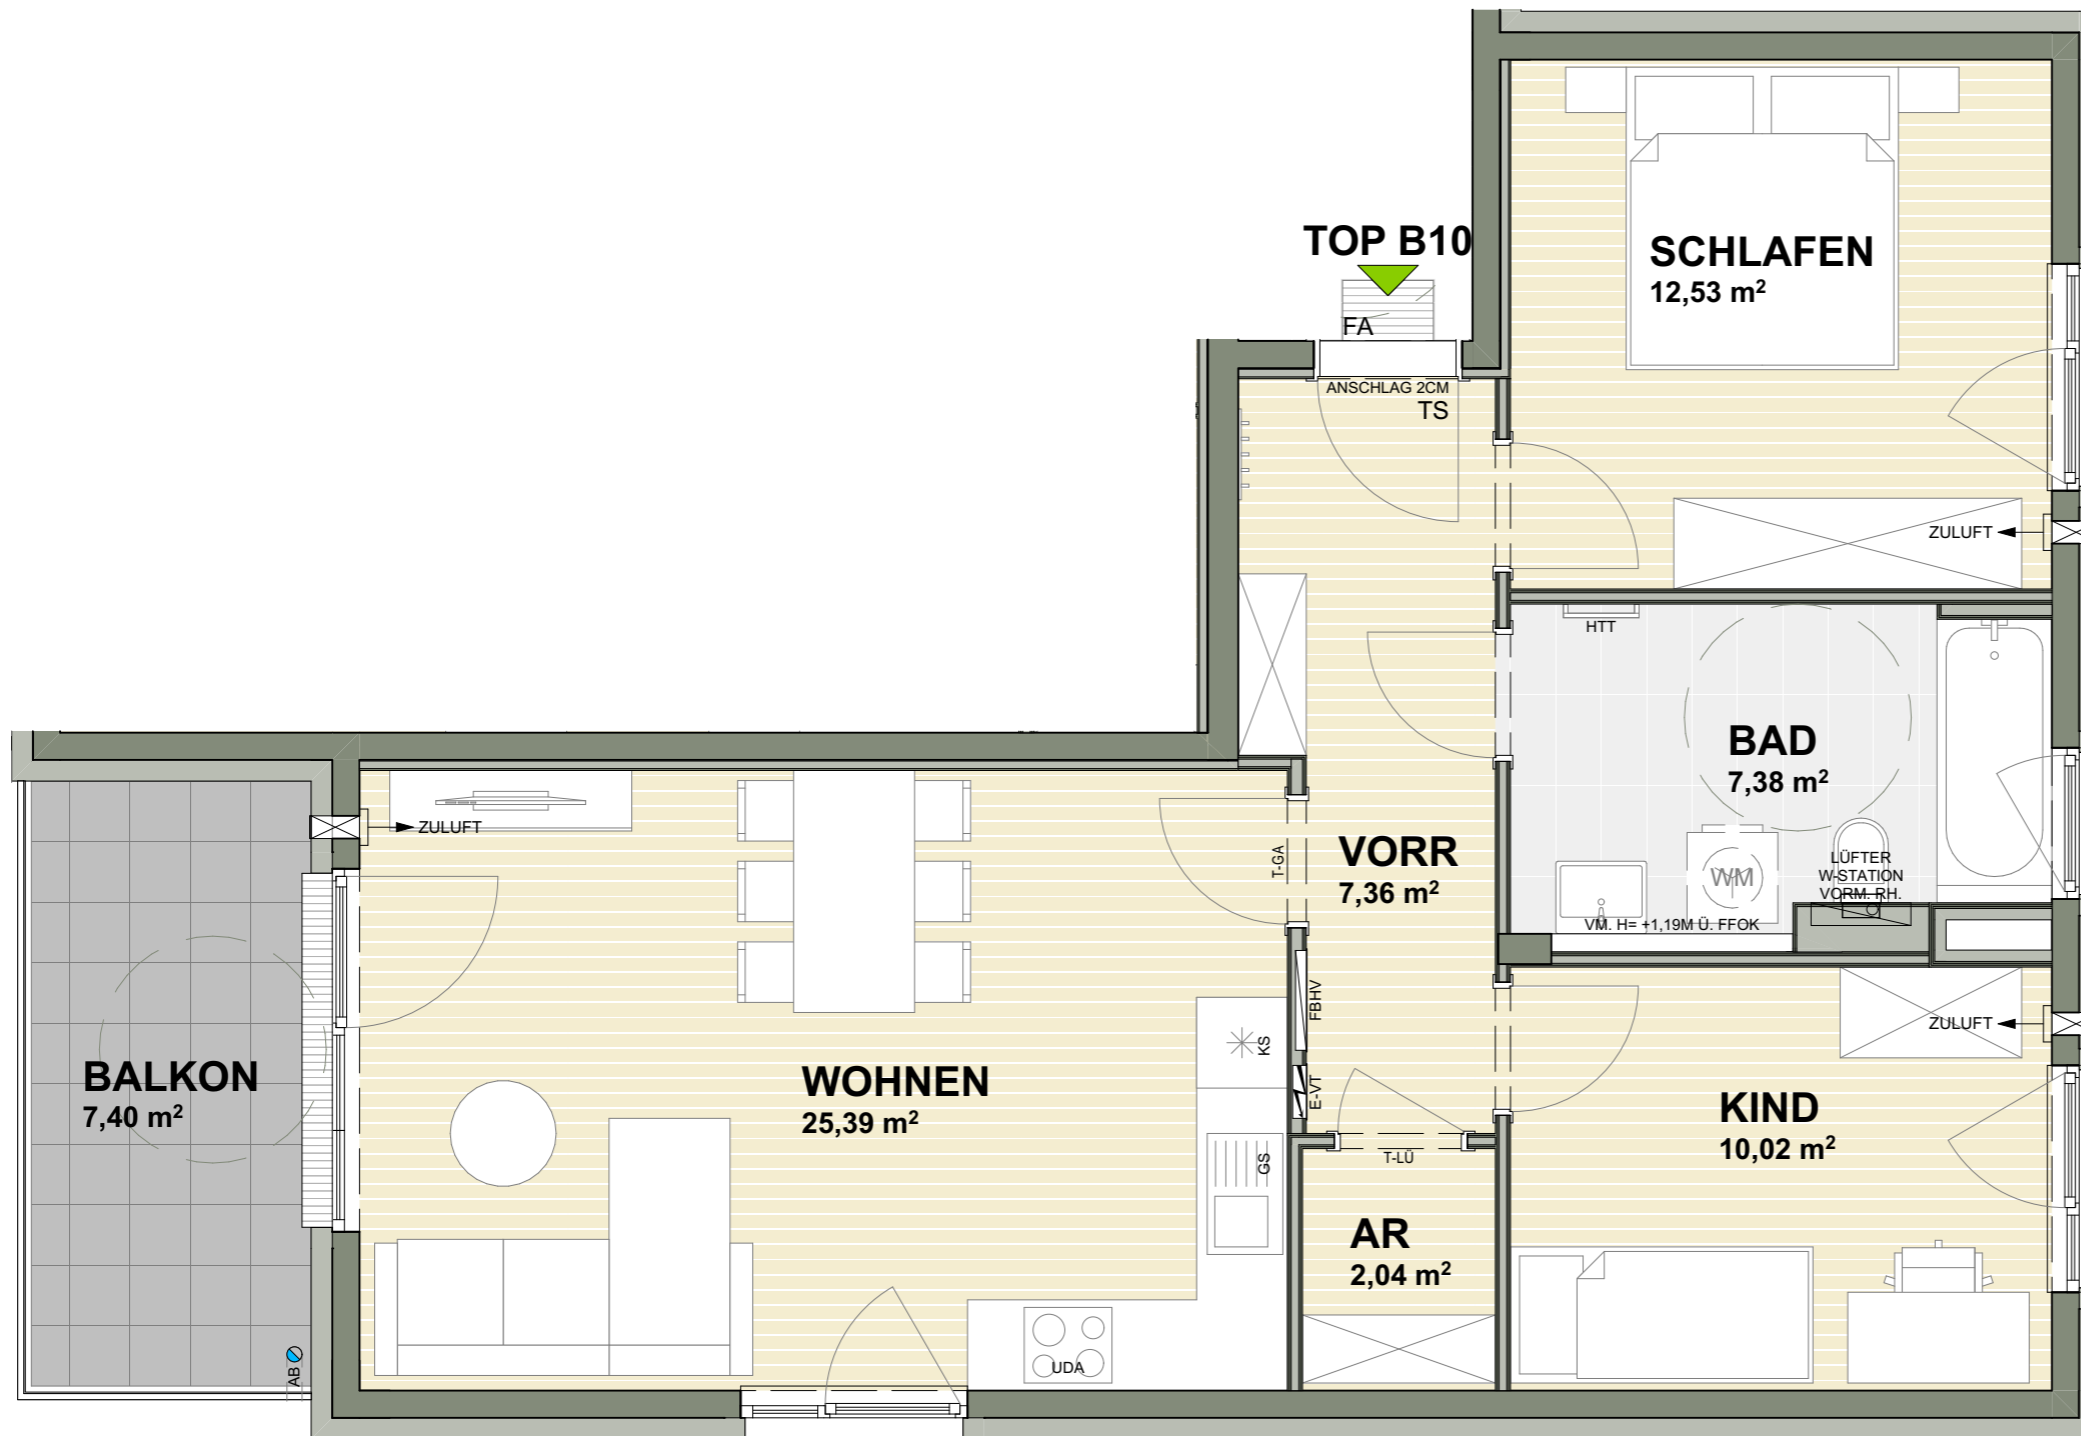 TOP B10
FA
ANSCHLAG 2CM
TS
SCHLAFEN
12,53 m²
ZULUFT
HTT
BAD
7,38 m²
WM
LÜFTER
W-STATION
VORM. RH.
VM. H= +1,19M Ü. FFOK
ZULUFT
T-GA
VORR
7,36 m²
FBHV
E-VT
KS
GS
ZULUFT
BALKON
7,40 m²
WOHNEN
25,39 m²
KIND
10,02 m²
T-LÜ
AR
2,04 m²
UDA
AB